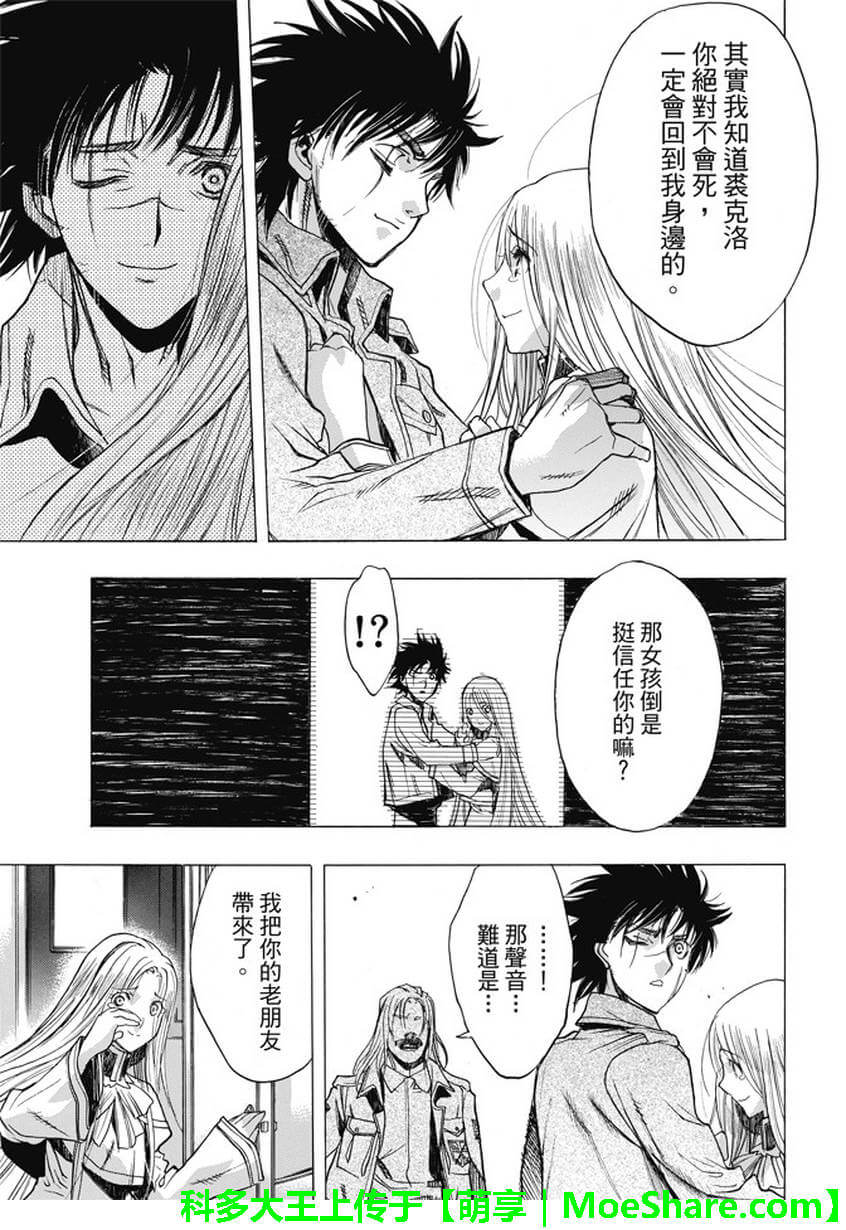 其實我知道裘克洛
你絕對不會死，
一定會回到我身邊的。
那女孩倒是
挺信任你的嘛？
!?
……！
那聲音…
難道是…
我把你的老朋友
帶來了。
科多大王上传于【萌享】MoeShare.com